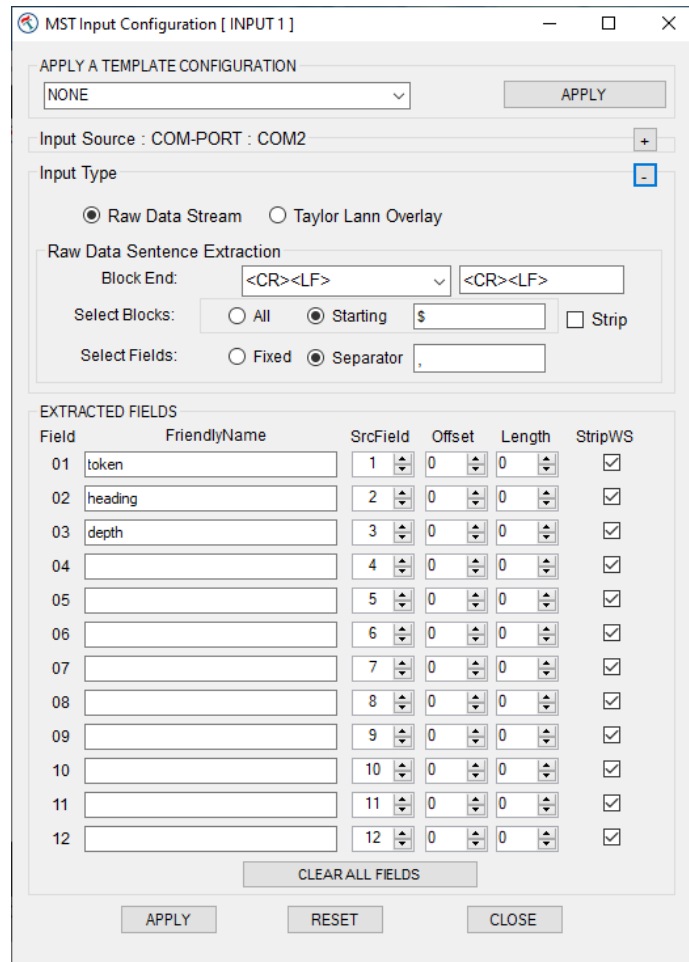 MST Input Configuration [ INPUT 1 ]
APPLY A TEMPLATE CONFIGURATION
NONE APPLY
Input Source : COM-PORT : COM2 +
Input Type -
Raw Data Stream Taylor Lann Overlay
Raw Data Sentence Extraction
Block End: <CR><LF> <CR><LF>
Select Blocks: All Starting $ Strip
Select Fields: Fixed Separator ,
EXTRACTED FIELDS
Field FriendlyName SrcField Offset Length StripWS
01 token 1 0 0
02 heading 2 0 0
03 depth 3 0 0
04 4 0 0
05 5 0 0
06 6 0 0
07 7 0 0
08 8 0 0
09 9 0 0
10 10 0 0
11 11 0 0
12 12 0 0
CLEAR ALL FIELDS
APPLY RESET CLOSE